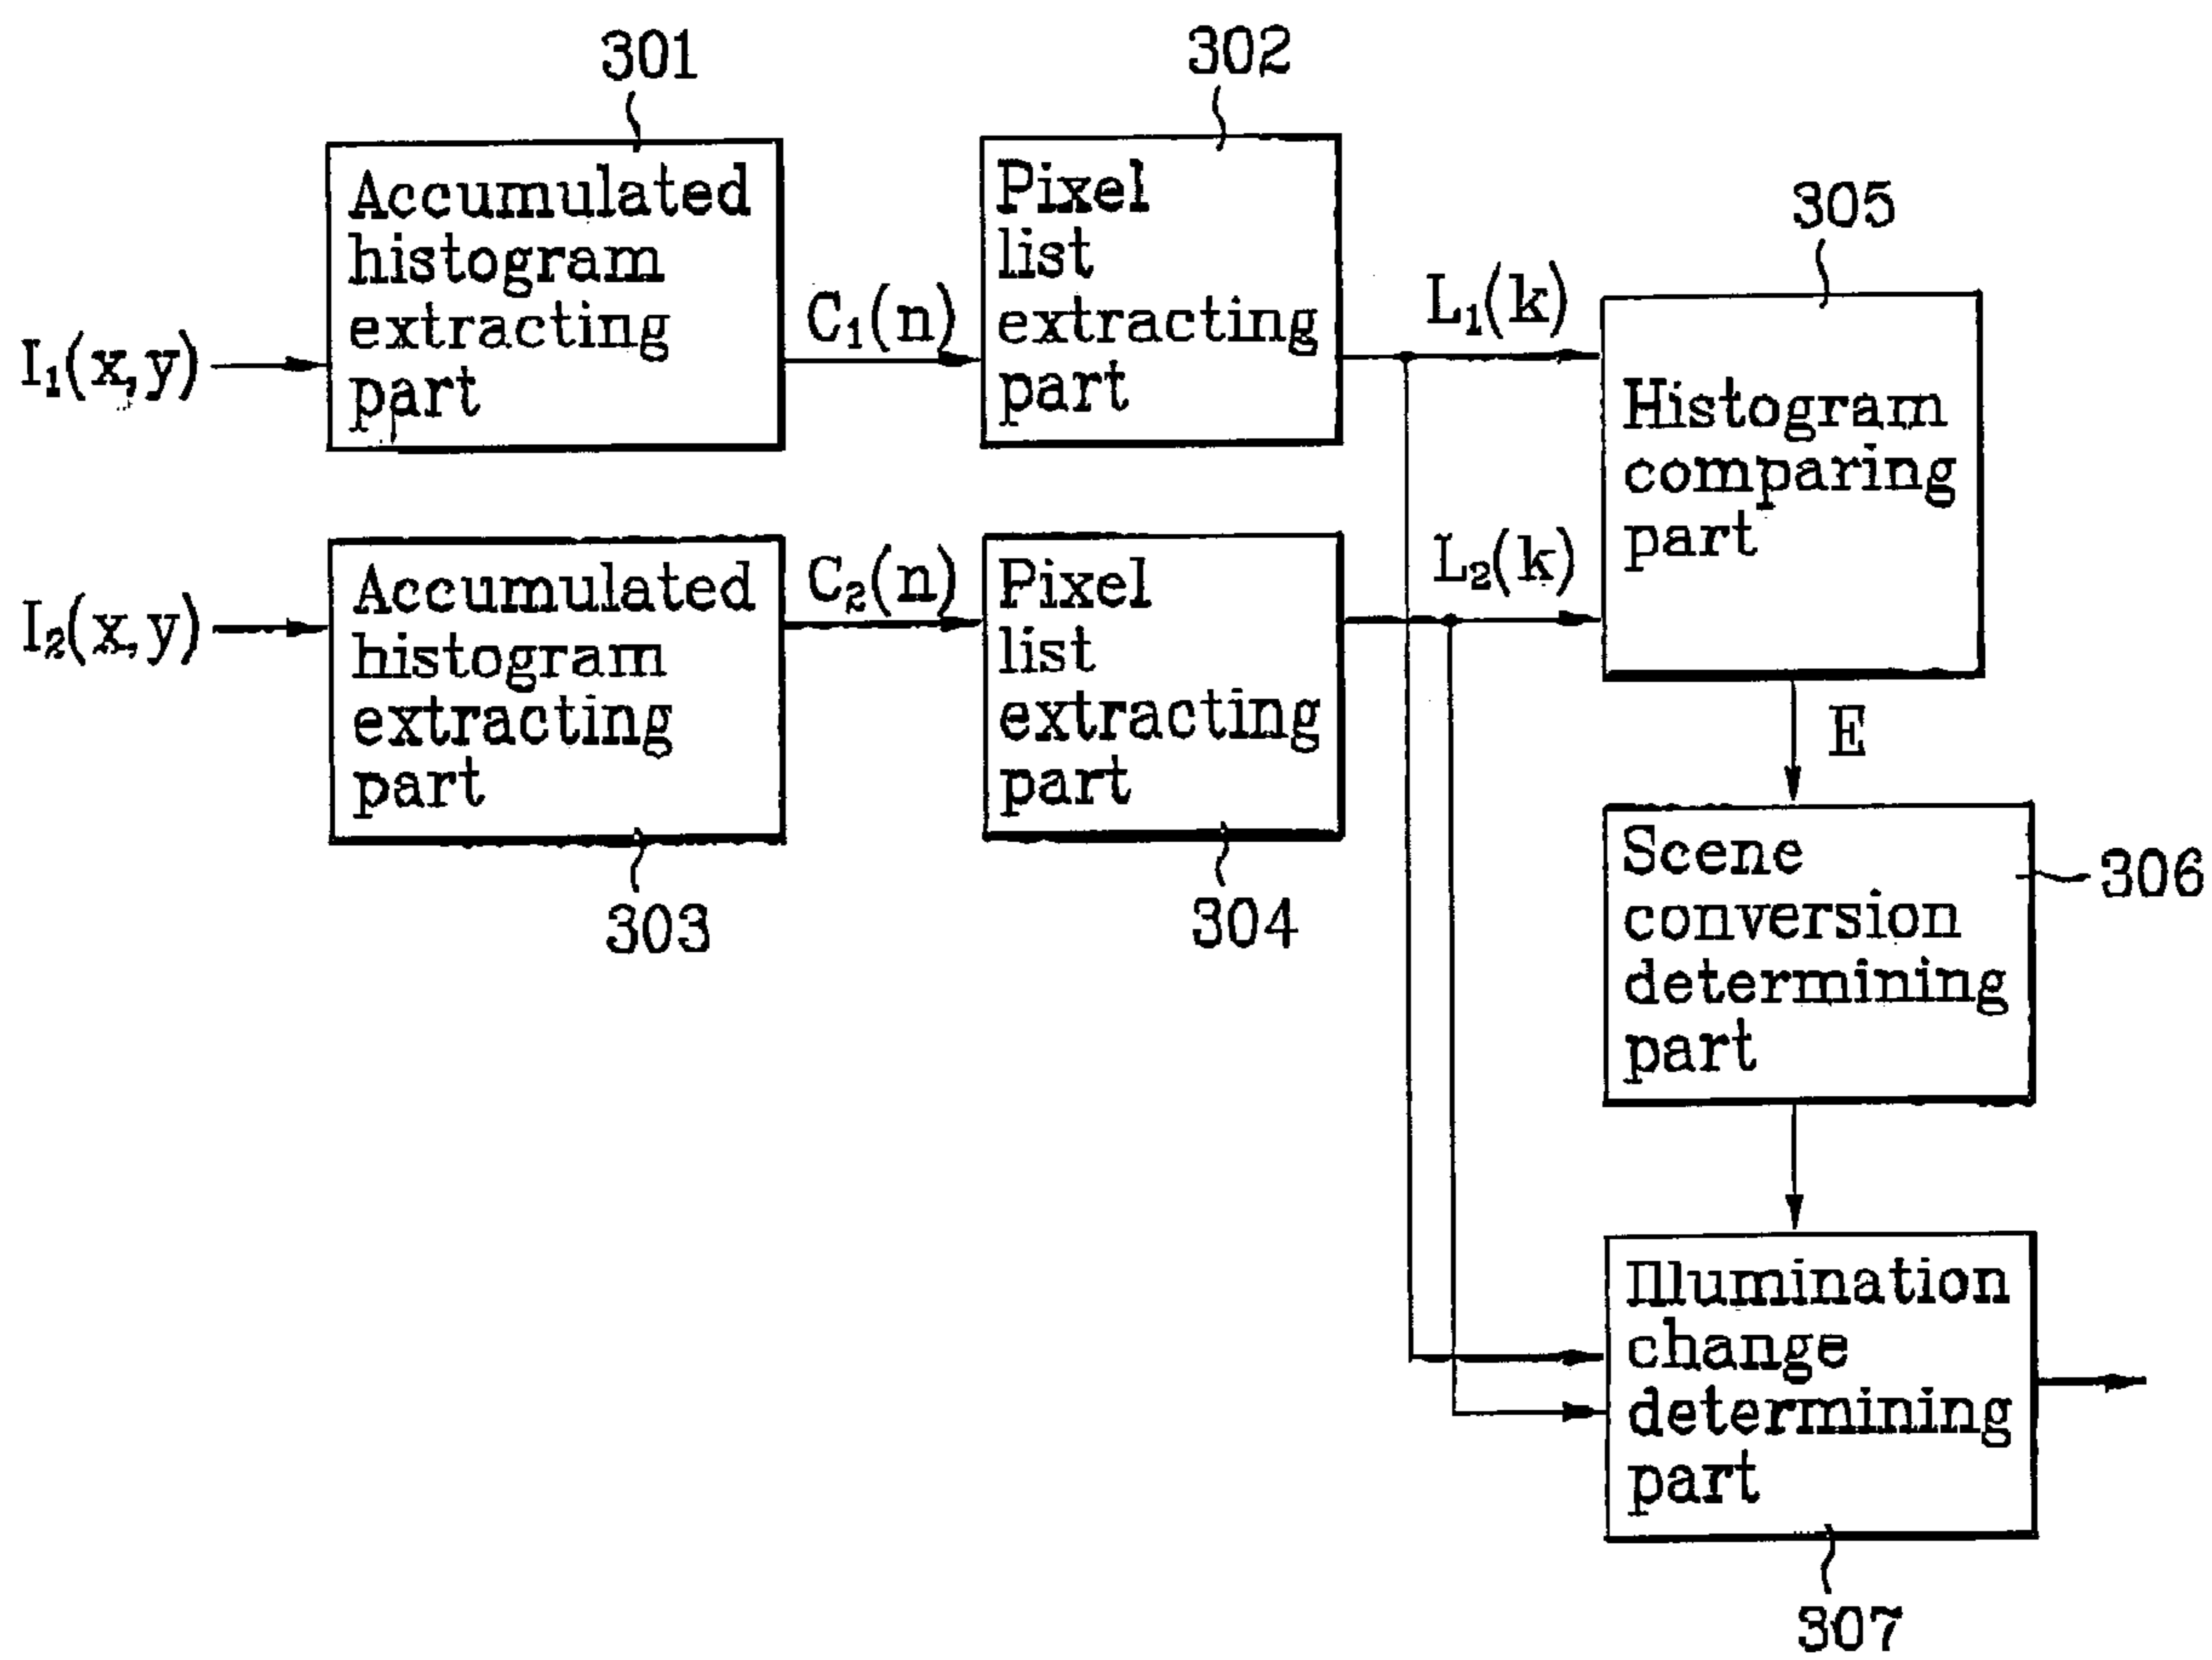 301
302
Accumulated
histogram
extracting
part
Pixel
list
extracting
part
305
I₁(x,y)
C₁(n)
L₁(k)
Histogram
comparing
part
I₂(x,y)
Accumulated
histogram
extracting
part
C₂(n)
Pixel
list
extracting
part
L₂(k)
E
303
304
Scene
conversion
determining
part
306
Illumination
change
determining
part
307